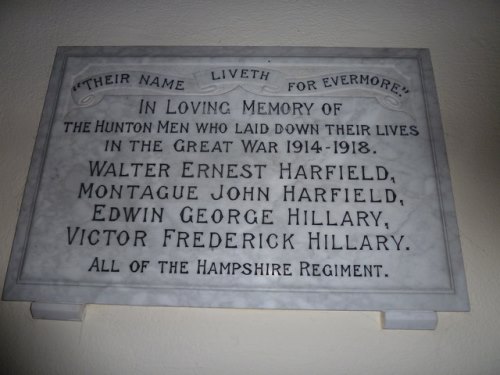 "THEIR NAME LIVETH FOR EVERMORE."
IN LOVING MEMORY OF
THE HUNTON MEN WHO LAID DOWN THEIR LIVES
IN THE GREAT WAR 1914-1918.
WALTER ERNEST HARFIELD,
MONTAGUE JOHN HARFIELD,
EDWIN GEORGE HILLARY,
VICTOR FREDERICK HILLARY.
ALL OF THE HAMPSHIRE REGIMENT.